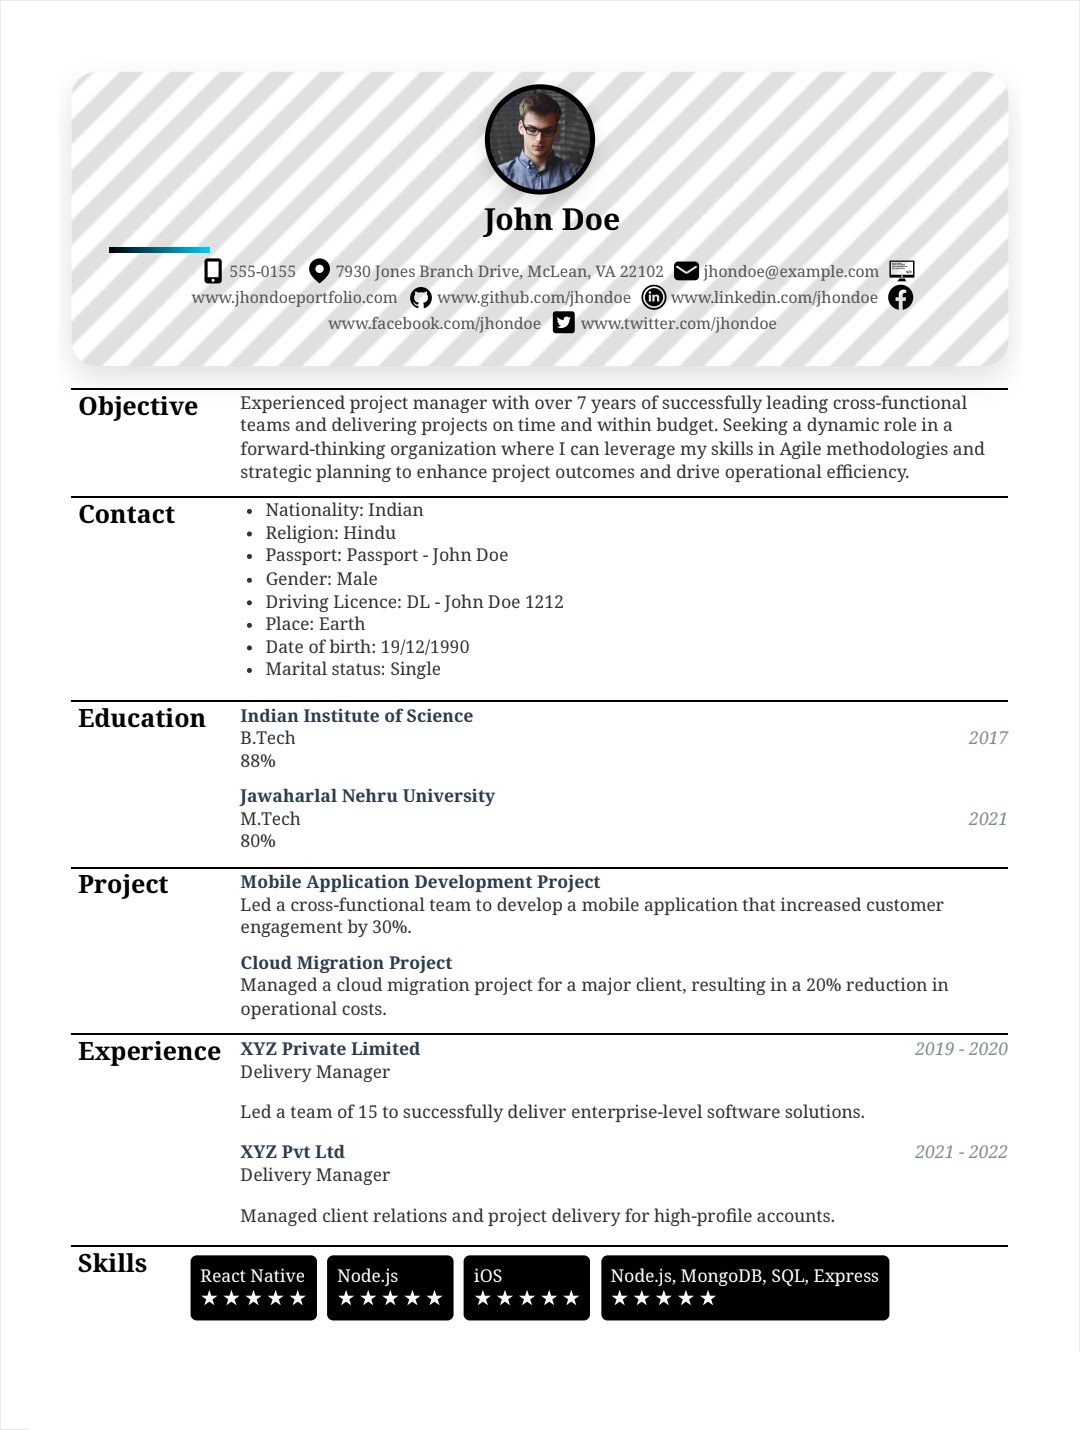 John Doe
555-0155 7930 Jones Branch Drive, McLean, VA 22102 jhondoe@example.com
www.jhondoeportfolio.com www.github.com/jhondoe www.linkedin.com/jhondoe
www.facebook.com/jhondoe www.twitter.com/jhondoe
Objective
Experienced project manager with over 7 years of successfully leading cross-functional
teams and delivering projects on time and within budget. Seeking a dynamic role in a
forward-thinking organization where I can leverage my skills in Agile methodologies and
strategic planning to enhance project outcomes and drive operational efficiency.
Contact
• Nationality: Indian
• Religion: Hindu
• Passport: Passport - John Doe
• Gender: Male
• Driving Licence: DL - John Doe 1212
• Place: Earth
• Date of birth: 19/12/1990
• Marital status: Single
Education
Indian Institute of Science
B.Tech 2017
88%
Jawaharlal Nehru University
M.Tech 2021
80%
Project
Mobile Application Development Project
Led a cross-functional team to develop a mobile application that increased customer
engagement by 30%.
Cloud Migration Project
Managed a cloud migration project for a major client, resulting in a 20% reduction in
operational costs.
Experience
XYZ Private Limited 2019 - 2020
Delivery Manager
Led a team of 15 to successfully deliver enterprise-level software solutions.
XYZ Pvt Ltd 2021 - 2022
Delivery Manager
Managed client relations and project delivery for high-profile accounts.
Skills
React Native Node.js iOS Node.js, MongoDB, SQL, Express
★★★★★ ★★★★★ ★★★★★ ★★★★★